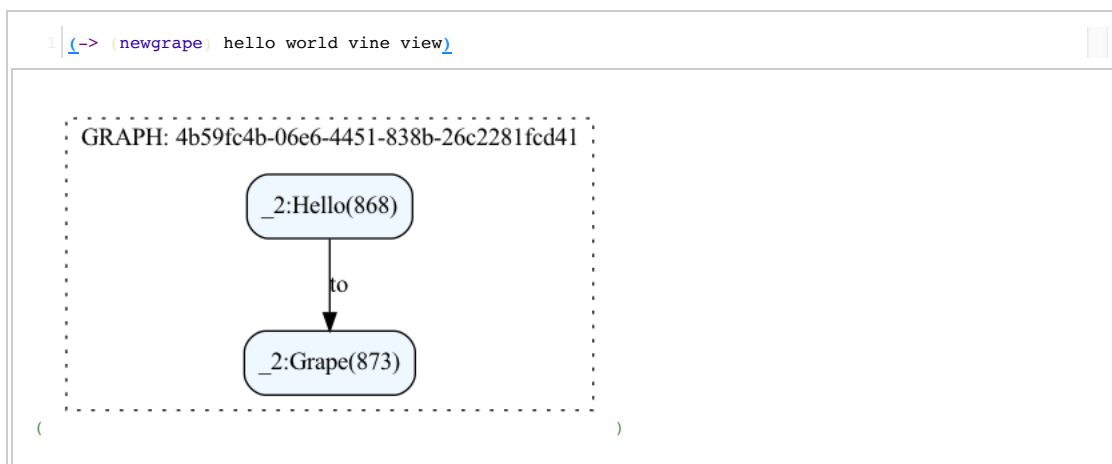 1 (-> (newgrape) hello world vine view)
GRAPH: 4b59fc4b-06e6-4451-838b-26c2281fcd41
_2:Hello(868)
to
_2:Grape(873)
( )